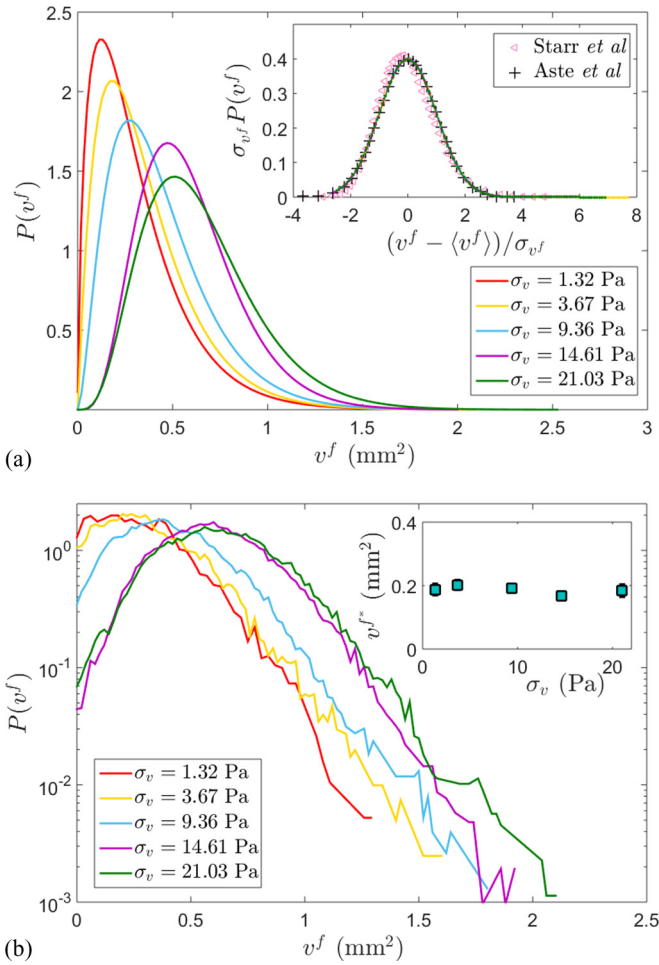 2.5
2
1.5
1
0.5
P(v^f)
0 0.5 1 1.5 2 2.5 3
v^f (mm²)
(a)
0.4
0.3
0.2
0.1
0
σ_{v^f} P(v^f)
-4 -2 0 2 4 6 8
(v^f − ⟨v^f⟩)/σ_{v^f}
Starr et al
Aste et al
σ_v = 1.32 Pa
σ_v = 3.67 Pa
σ_v = 9.36 Pa
σ_v = 14.61 Pa
σ_v = 21.03 Pa
10^0
10^-1
10^-2
10^-3
P(v^f)
0 0.5 1 1.5 2 2.5
v^f (mm²)
(b)
0.4
0.2
0
(mm²)
0 10 20
σ_v (Pa)
σ_v = 1.32 Pa
σ_v = 3.67 Pa
σ_v = 9.36 Pa
σ_v = 14.61 Pa
σ_v = 21.03 Pa